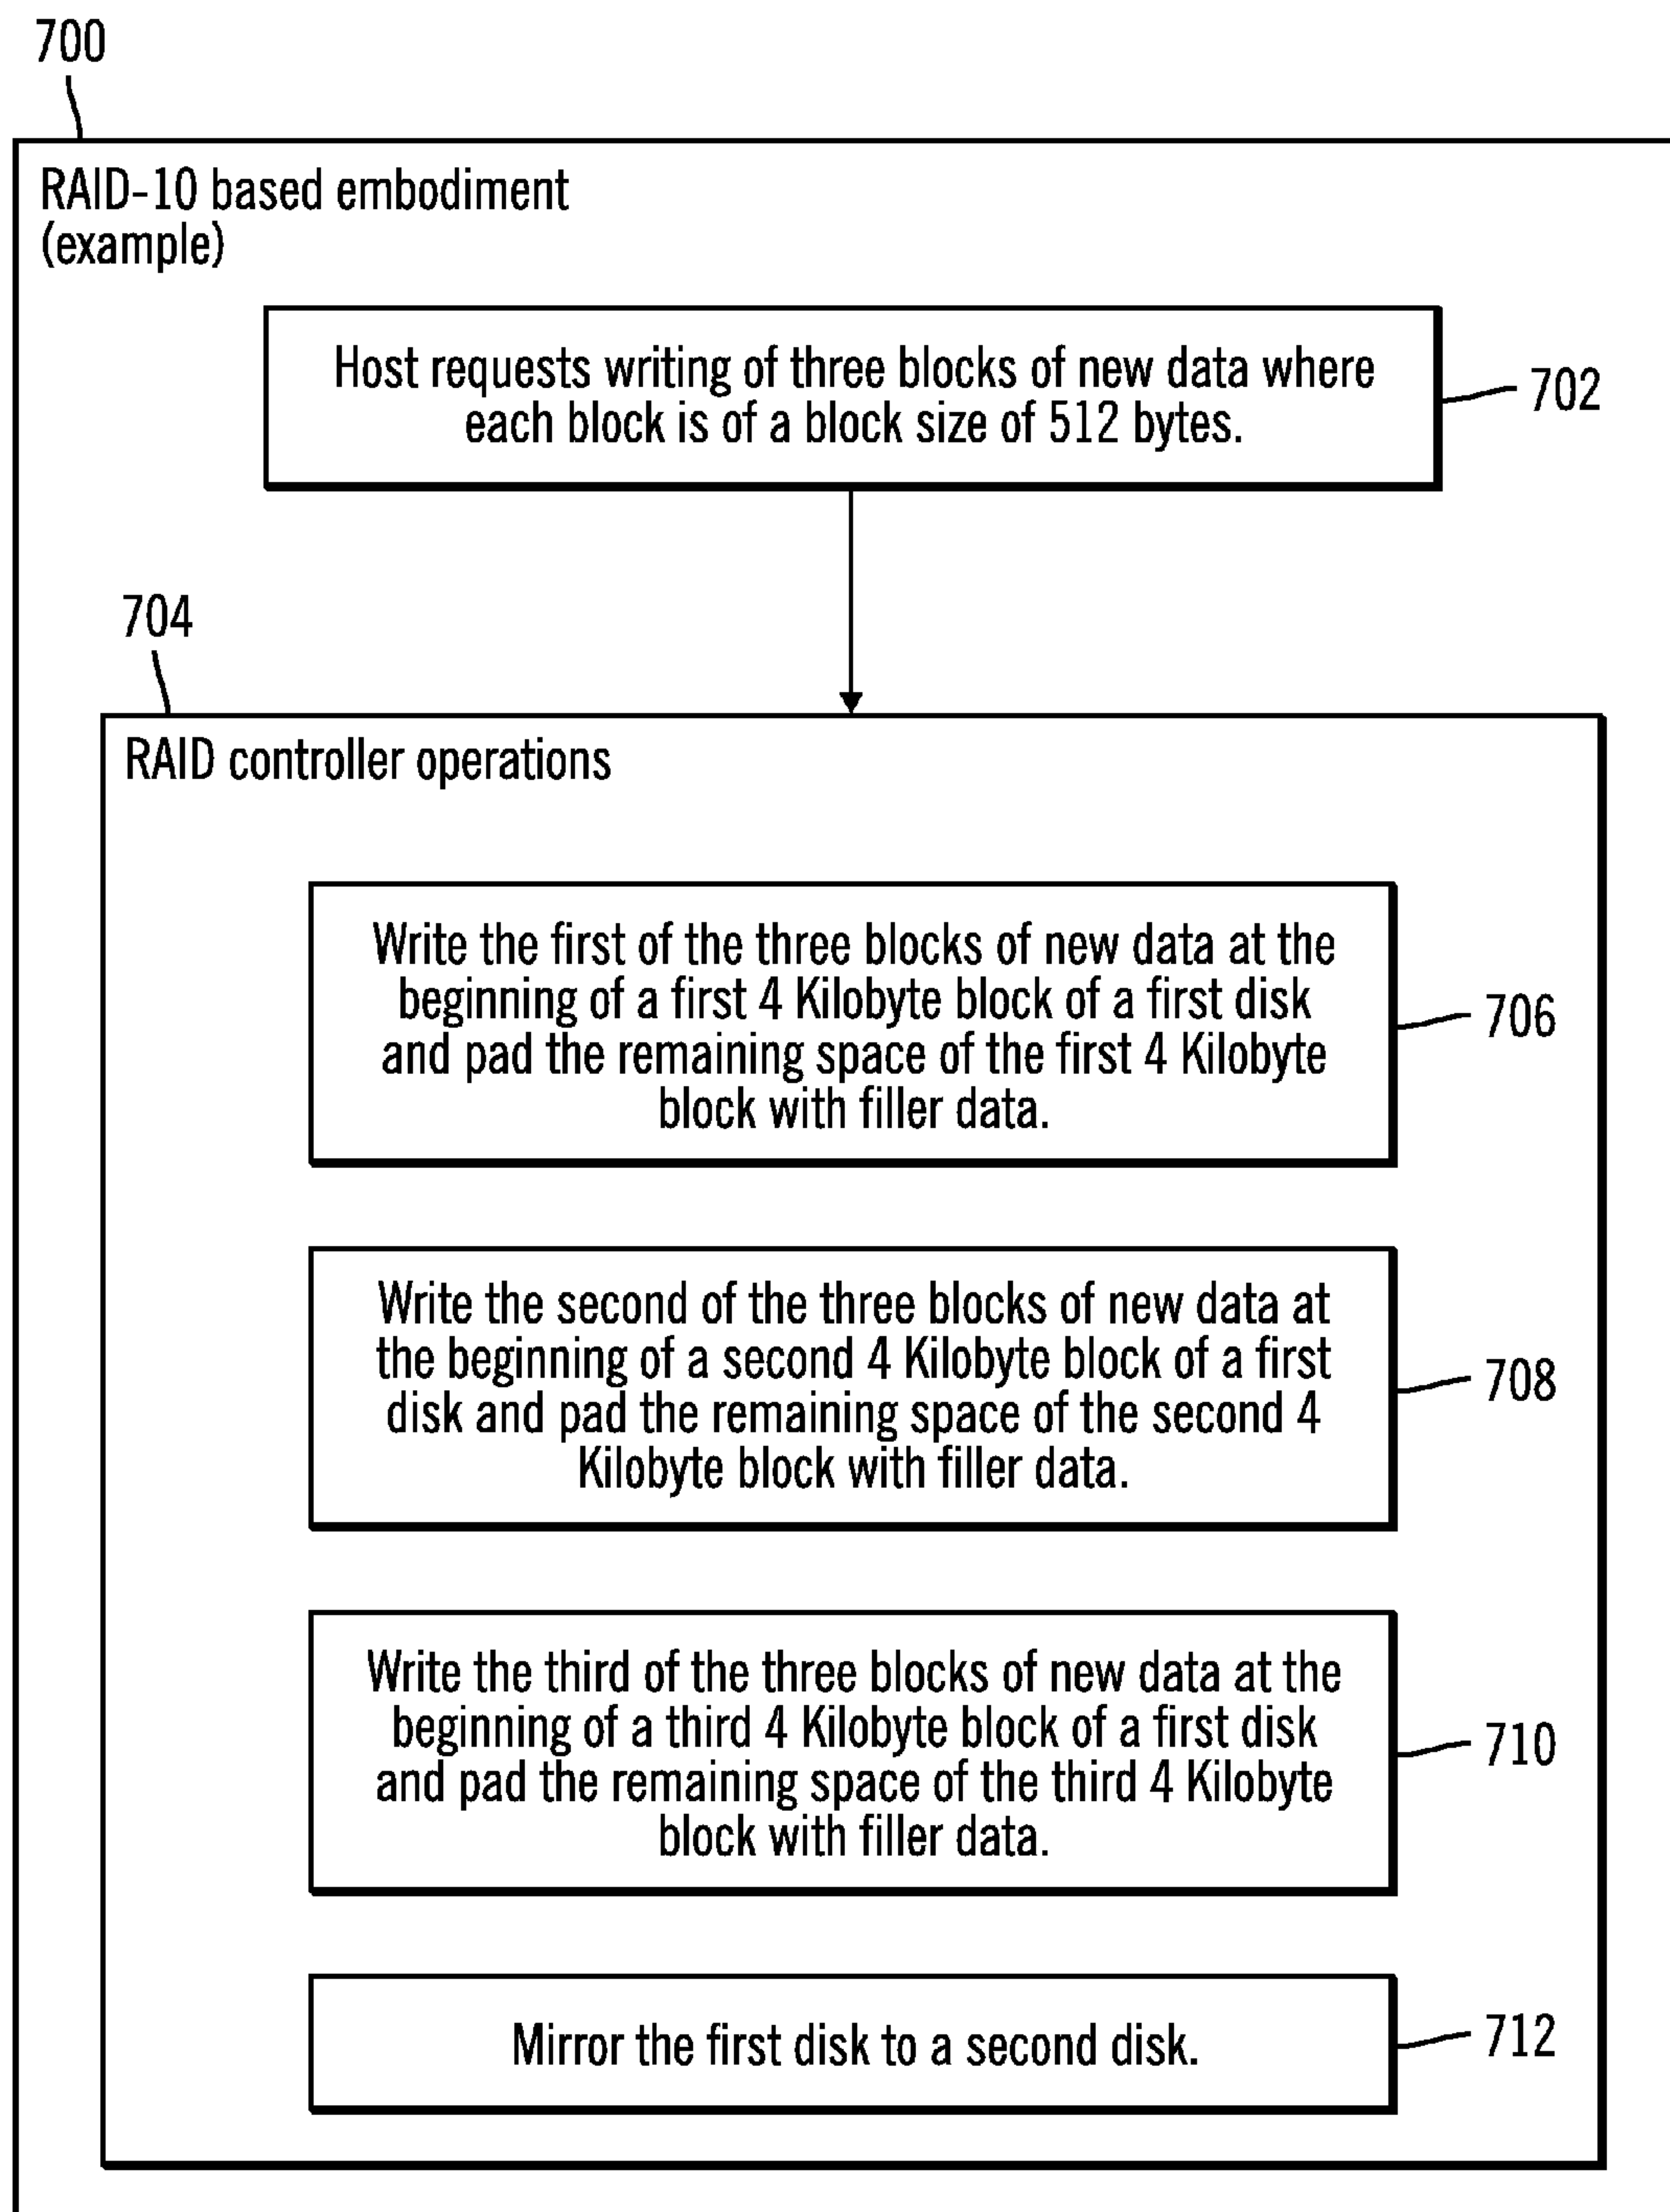 700
RAID-10 based embodiment
(example)
Host requests writing of three blocks of new data where
each block is of a block size of 512 bytes.
702
704
RAID controller operations
Write the first of the three blocks of new data at the
beginning of a first 4 Kilobyte block of a first disk
and pad the remaining space of the first 4 Kilobyte
block with filler data.
706
Write the second of the three blocks of new data at
the beginning of a second 4 Kilobyte block of a first
disk and pad the remaining space of the second 4
Kilobyte block with filler data.
708
Write the third of the three blocks of new data at the
beginning of a third 4 Kilobyte block of a first disk
and pad the remaining space of the third 4 Kilobyte
block with filler data.
710
Mirror the first disk to a second disk.
712